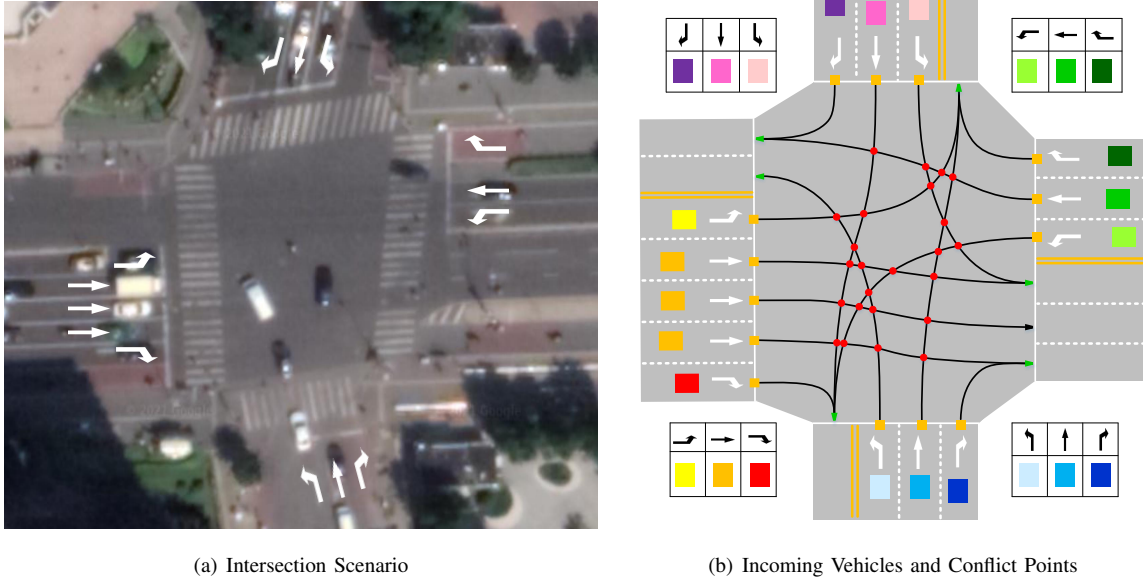 (a) Intersection Scenario
(b) Incoming Vehicles and Conflict Points